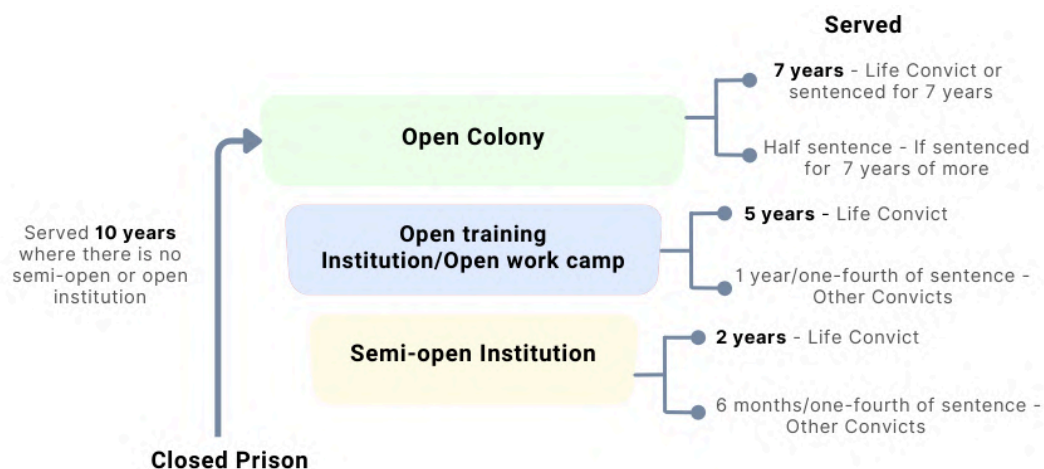 Served
7 years - Life Convict or
sentenced for 7 years
Open Colony
Half sentence - If sentenced
for 7 years of more
Served 10 years
where there is no
semi-open or open
institution
Open training
Institution/Open work camp
5 years - Life Convict
1 year/one-fourth of sentence -
Other Convicts
Semi-open Institution
2 years - Life Convict
6 months/one-fourth of sentence -
Other Convicts
Closed Prison